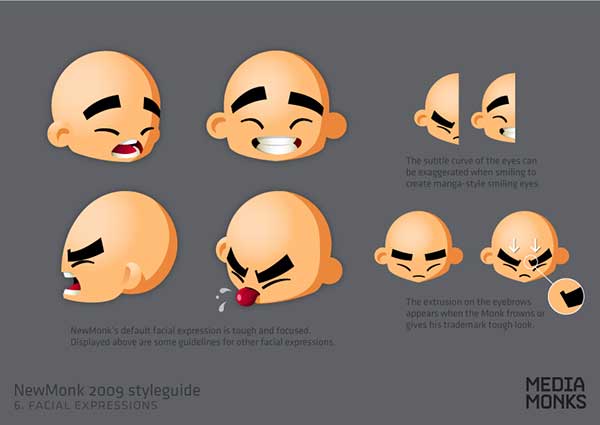 The subtle curve of the eyes can
be exaggerated when smiling to
create manga-style smiling eyes.
The extrusion on the eyebrows
appears when the Monk frowns or
gives his trademark tough look.
NewMonk's default facial expression is tough and focused.
Displayed above are some guidelines for other facial expressions.
NewMonk 2009 styleguide
6. FACIAL EXPRESSIONS
MEDIA
MONKS